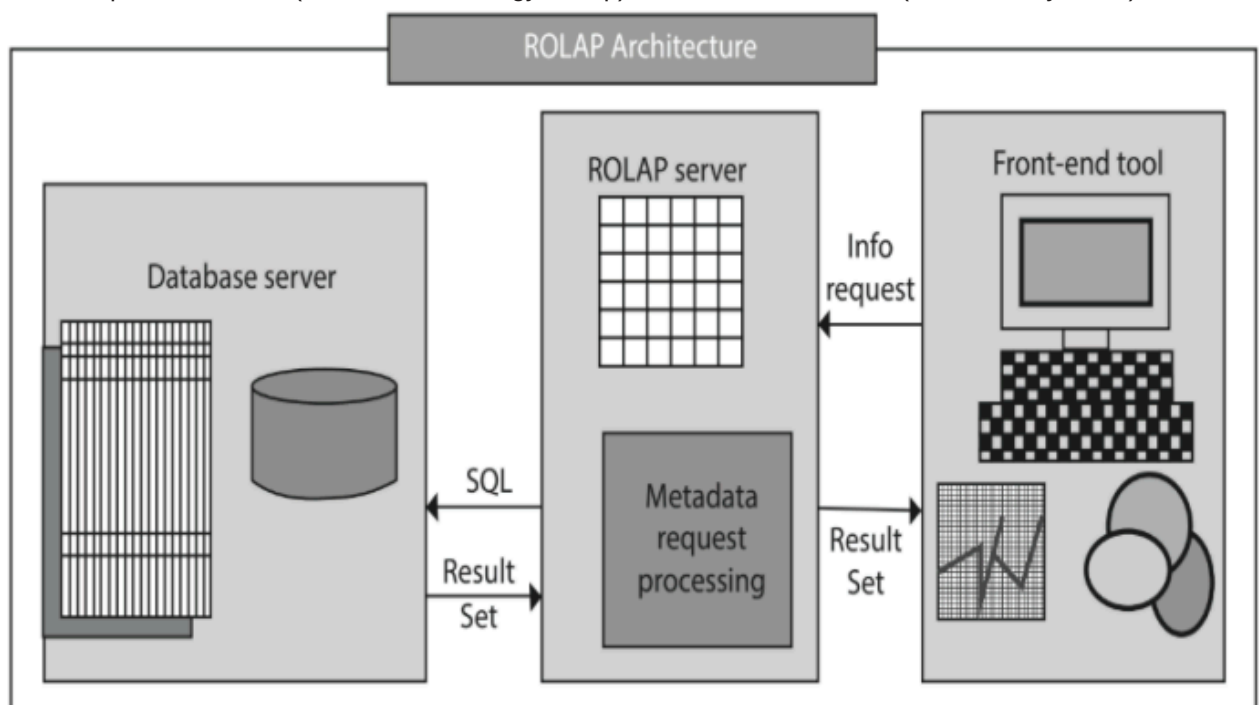 ROLAP Architecture
Database server
SQL
Result
Set
ROLAP server
Metadata
request
processing
Info
request
Result
Set
Front-end tool